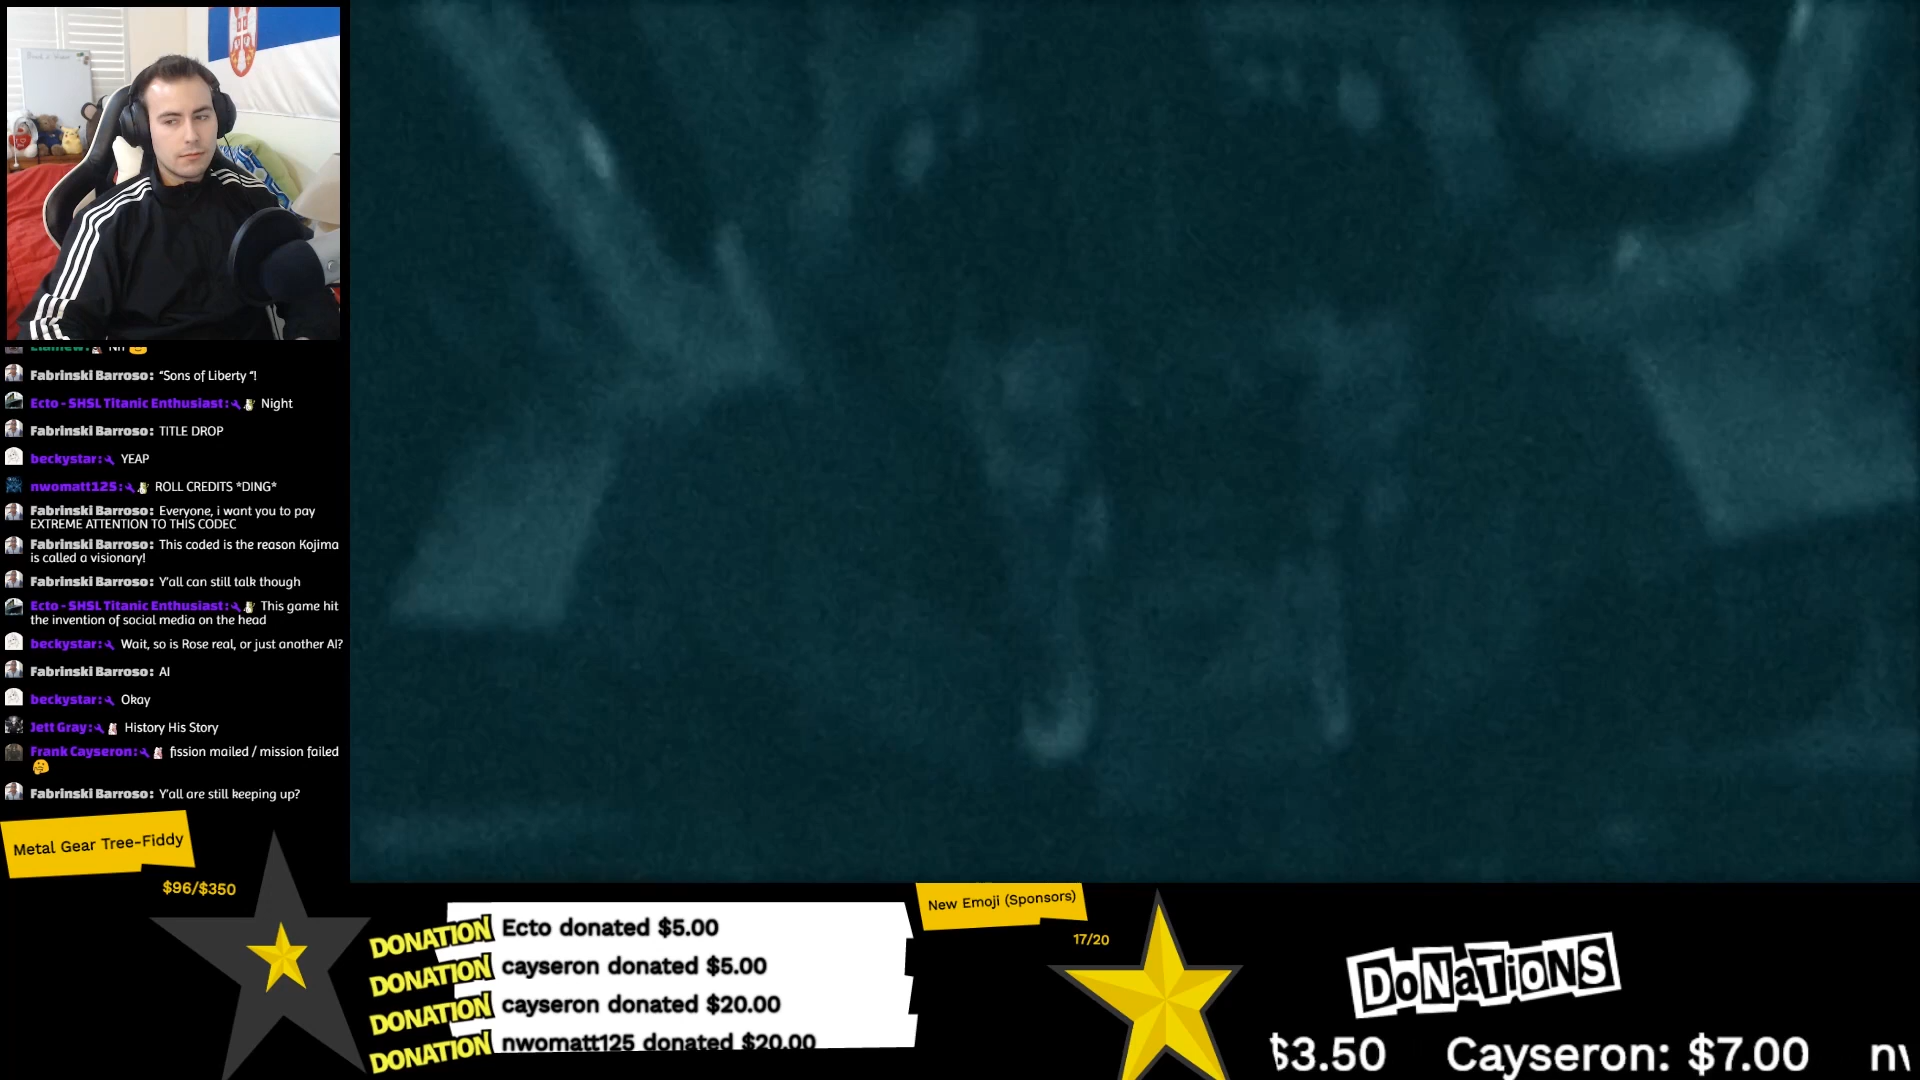 Fabrinski Barroso: "Sons of Liberty "!
Ecto - SHSL Titanic Enthusiast: Night
Fabrinski Barroso: TITLE DROP
beckystar: YEAP
nwomatt125: ROLL CREDITS *DING*
Fabrinski Barroso: Everyone, i want you to pay
EXTREME ATTENTION TO THIS CODEC
Fabrinski Barroso: This coded is the reason Kojima
is called a visionary!
Fabrinski Barroso: Y'all can still talk though
Ecto - SHSL Titanic Enthusiast: This game hit
the invention of social media on the head
beckystar: Wait, so is Rose real, or just another AI?
Fabrinski Barroso: AI
beckystar: Okay
Jett Gray: History His Story
Frank Cayseron: fission mailed / mission failed
🤔
Fabrinski Barroso: Y'all are still keeping up?
Metal Gear Tree-Fiddy
$96/$350
DONATION Ecto donated $5.00
DONATION cayseron donated $5.00
DONATION cayseron donated $20.00
DONATION nwomatt125 donated $20.00
New Emoji (Sponsors)
17/20
DoNaTioNS
$3.50 Cayseron: $7.00